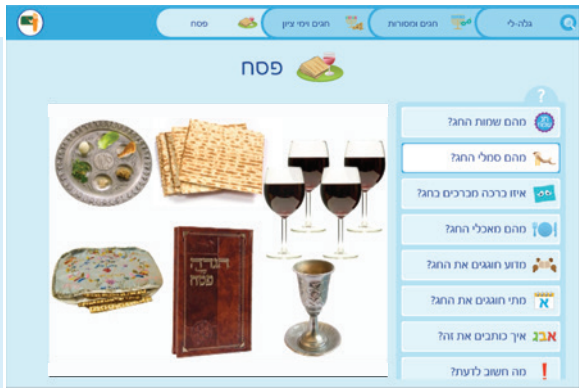 גלה-לי
חגים ומסורות
חגים וימי ציון
פסח
פסח
?
מהם שמות החג?
מהם סמלי החג?
איזו ברכה מברכים בחג?
מהם מאכלי החג?
מדוע חוגגים את החג?
מתי חוגגים את החג?
א
איך כותבים את זה?
אבג
מה חשוב לדעת?
!
הגדה
פסח